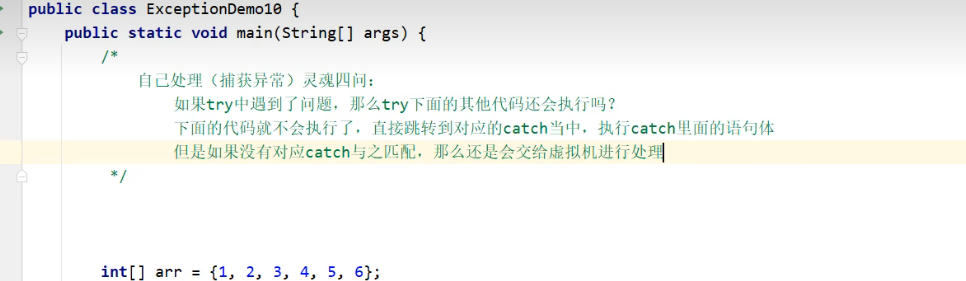 public class ExceptionDemo10 {
public static void main(String[] args) {
/*
自己处理（捕获异常）灵魂四问：
如果try中遇到了问题，那么try下面的其他代码还会执行吗？
下面的代码就不会执行了，直接跳转到对应的catch当中，执行catch里面的语句体
但是如果没有对应catch与之匹配，那么还是会交给虚拟机进行处理
*/
int[] arr = {1, 2, 3, 4, 5, 6};